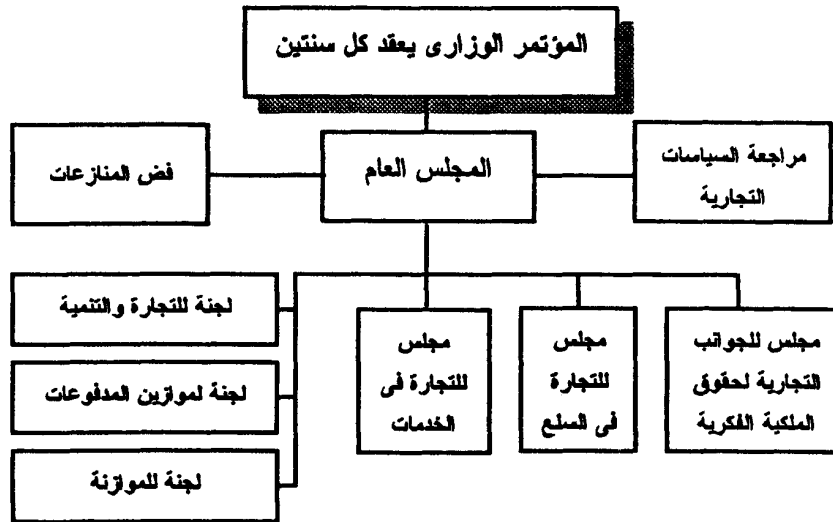 المؤتمر الوزارى يعقد كل سنتين
مراجعة السياسات
التجارية
المجلس العام
فض المنازعات
مجلس للجوانب
التجارية لحقوق
الملكية الفكرية
مجلس
للتجارة
فى السلع
مجلس
للتجارة فى
الخدمات
لجنة للتجارة والتنمية
لجنة لموازين المدفوعات
لجنة للموازنة